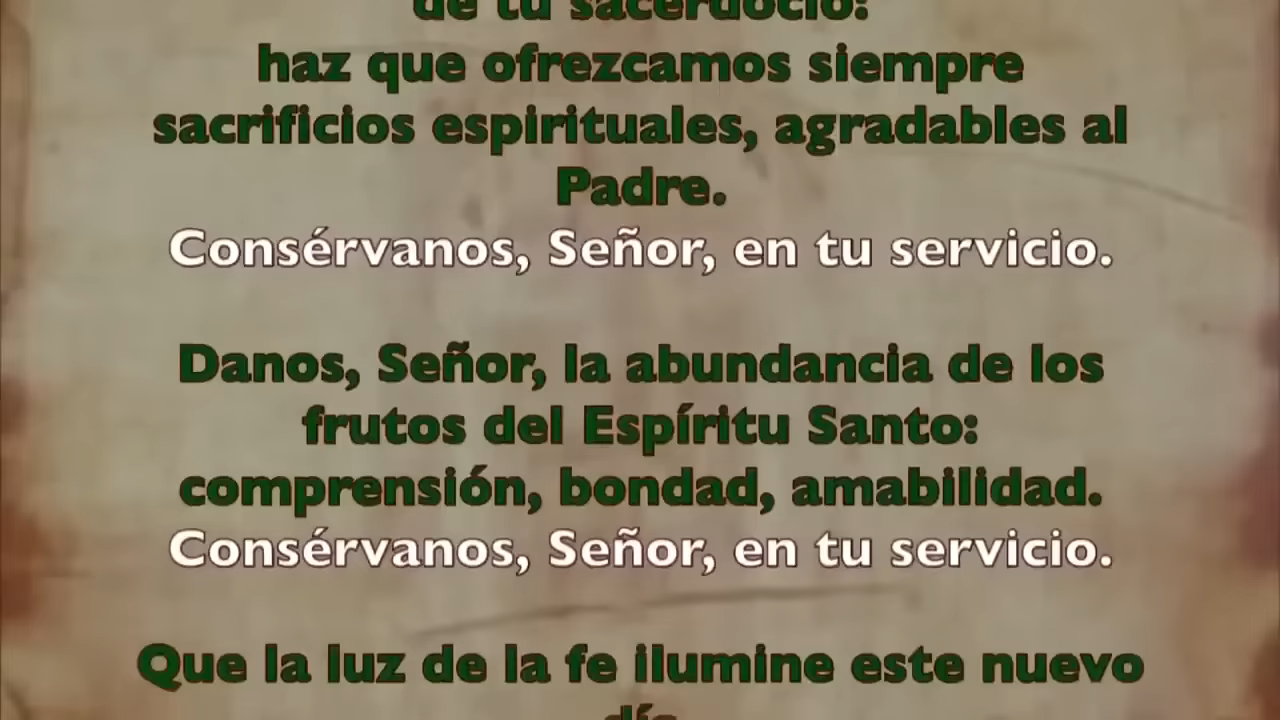 de tu sacerdocio:
haz que ofrezcamos siempre
sacrificios espirituales, agradables al
Padre.
Consérvanos, Señor, en tu servicio.
Danos, Señor, la abundancia de los
frutos del Espíritu Santo:
comprensión, bondad, amabilidad.
Consérvanos, Señor, en tu servicio.
Que la luz de la fe ilumine este nuevo